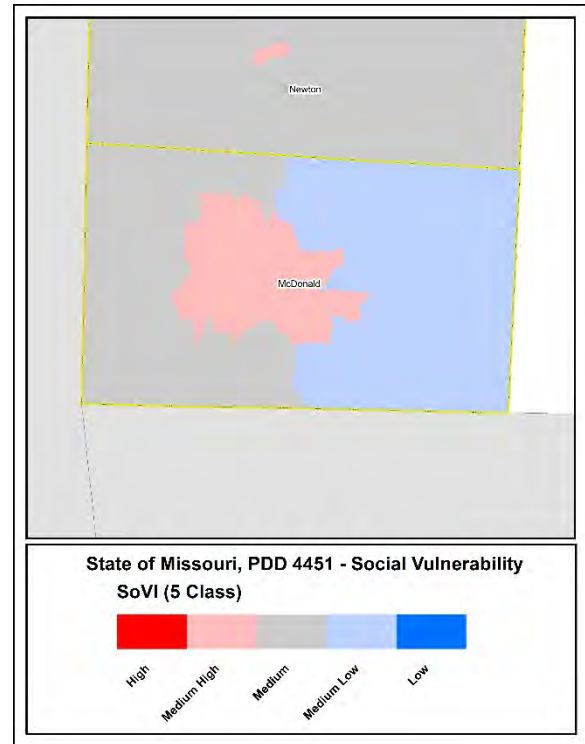 Newton
McDonald
State of Missouri, PDD 4451 - Social Vulnerability
SoVI (5 Class)
High
Medium High
Medium
Medium Low
Low